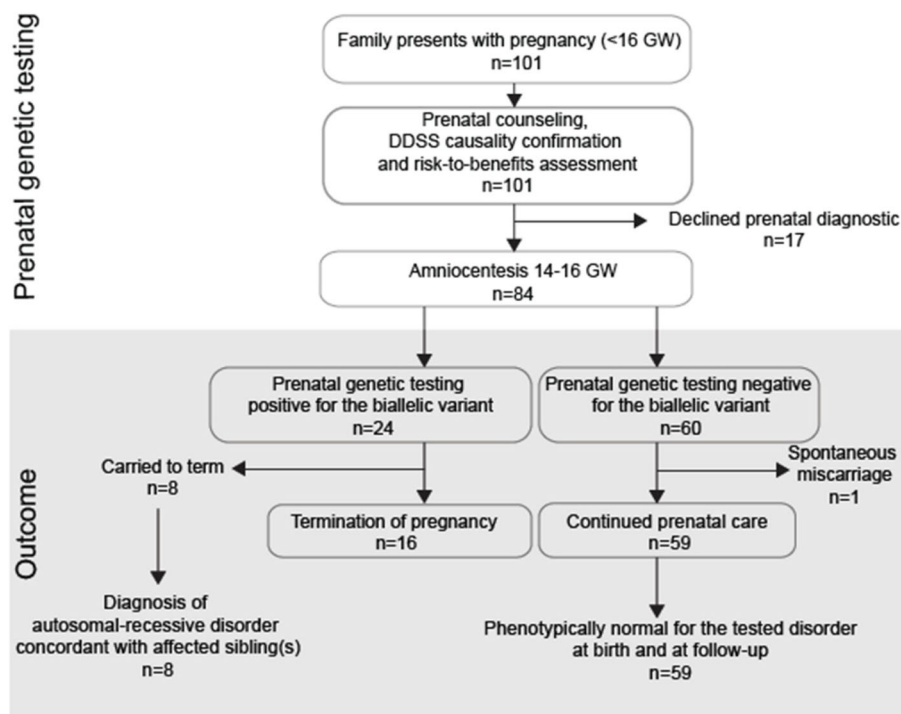 Prenatal genetic testing
Family presents with pregnancy (<16 GW)
n=101
Prenatal counseling,
DDSS causality confirmation
and risk-to-benefits assessment
n=101
Declined prenatal diagnostic
n=17
Amniocentesis 14-16 GW
n=84
Outcome
Prenatal genetic testing
positive for the biallelic variant
n=24
Prenatal genetic testing negative
for the biallelic variant
n=60
Carried to term
n=8
Spontaneous
miscarriage
n=1
Termination of pregnancy
n=16
Continued prenatal care
n=59
Diagnosis of
autosomal-recessive disorder
concordant with affected sibling(s)
n=8
Phenotypically normal for the tested disorder
at birth and at follow-up
n=59